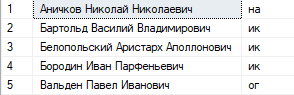 1 Аничков Николай Николаевич на
2 Бартольд Василий Владимирович ик
3 Белопольский Аристарх Аполлонович ик
4 Бородин Иван Парфеньевич ик
5 Вальден Павел Иванович ог